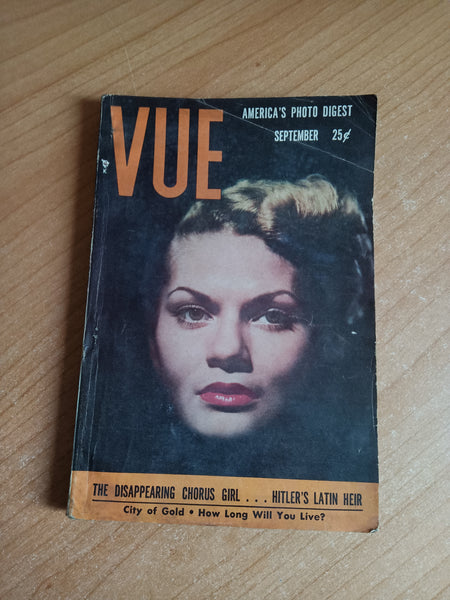 VUE
AMERICA'S PHOTO DIGEST
SEPTEMBER 25¢
THE DISAPPEARING CHORUS GIRL . . . HITLER'S LATIN HEIR
City of Gold • How Long Will You Live?